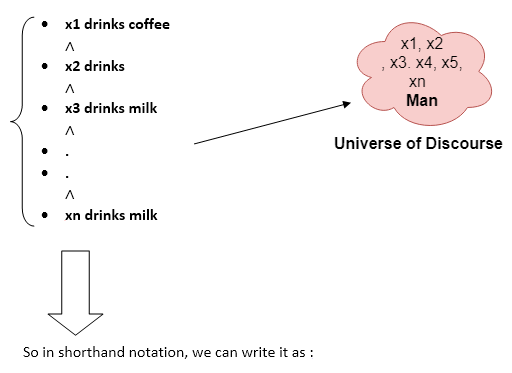 • x1 drinks coffee
^
• x2 drinks
^
• x3 drinks milk
^
• .
• .
^
• xn drinks milk
x1, x2
, x3. x4, x5,
xn
Man
Universe of Discourse
So in shorthand notation, we can write it as :